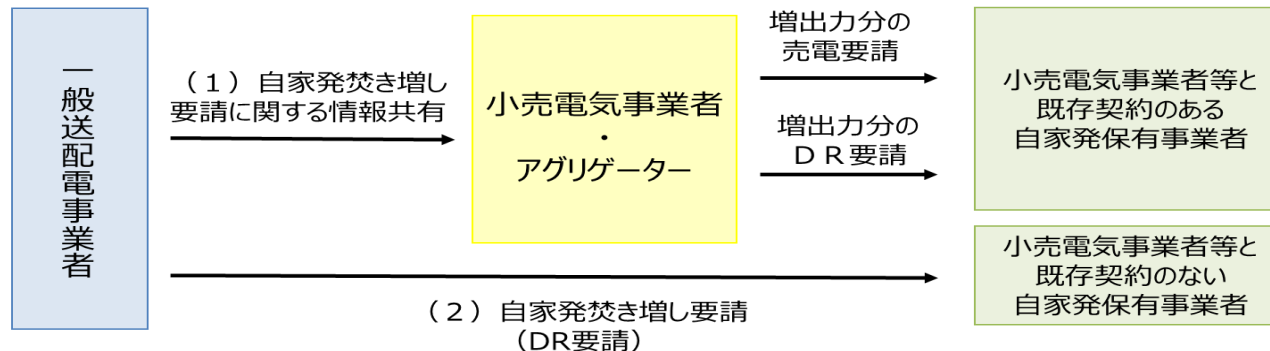 一般送配電事業者
（１）自家発焚き増し
要請に関する情報共有
小売電気事業者
・
アグリゲーター
増出力分の
売電要請
増出力分の
ＤＲ要請
小売電気事業者等と
既存契約のある
自家発保有事業者
小売電気事業者等と
既存契約のない
自家発保有事業者
（２）自家発焚き増し要請
（DR要請）